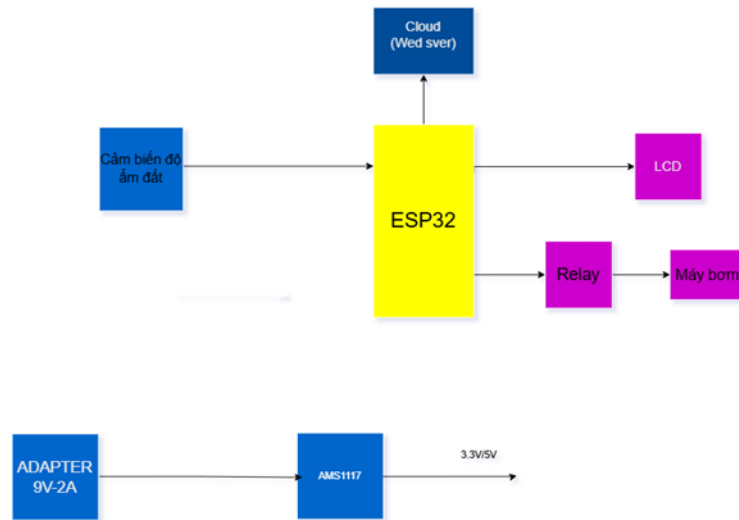 Cloud
(Wed sver)
Cảm biến độ
ẩm đất
ESP32
LCD
Relay
Máy bơm
ADAPTER
9V-2A
AMS1117
3.3V/5V